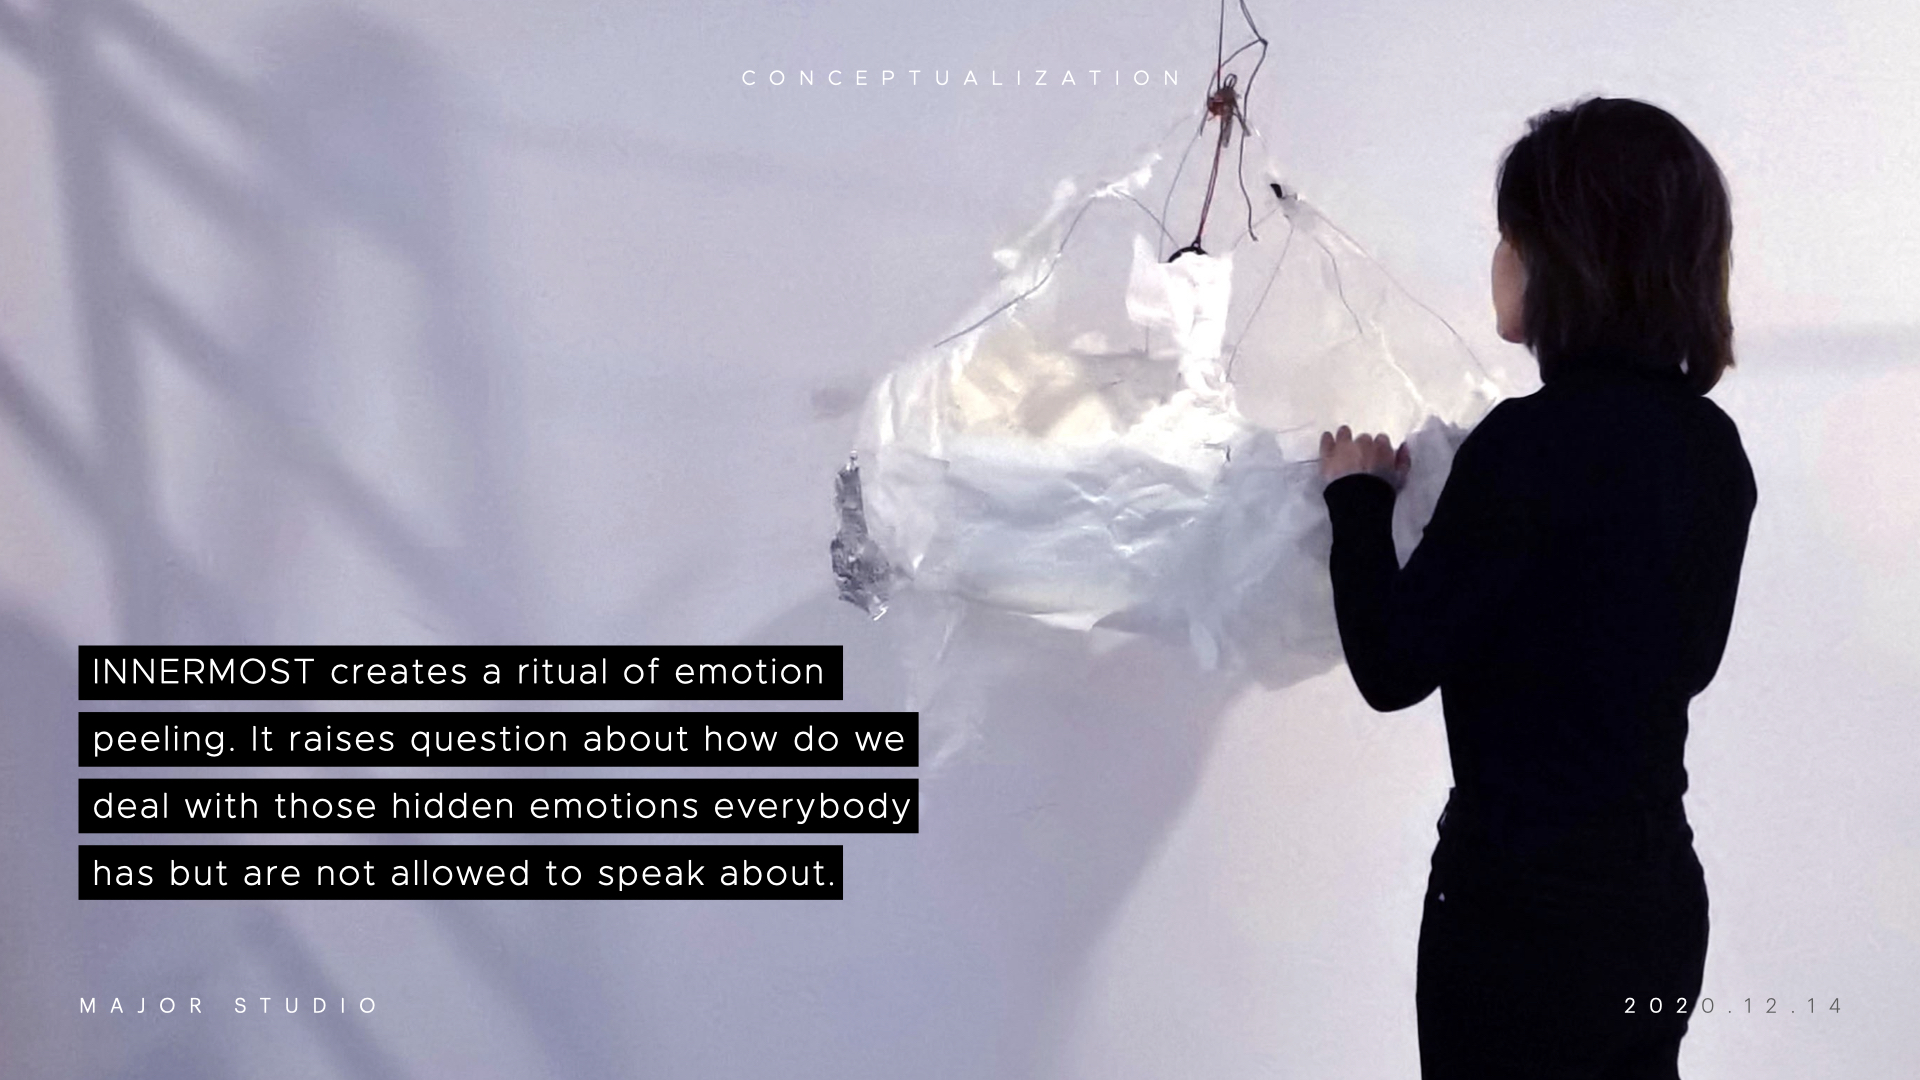 CONCEPTUALIZATION
INNERMOST creates a ritual of emotion
peeling. It raises question about how do we
deal with those hidden emotions everybody
has but are not allowed to speak about.
MAJOR STUDIO
2020.12.14